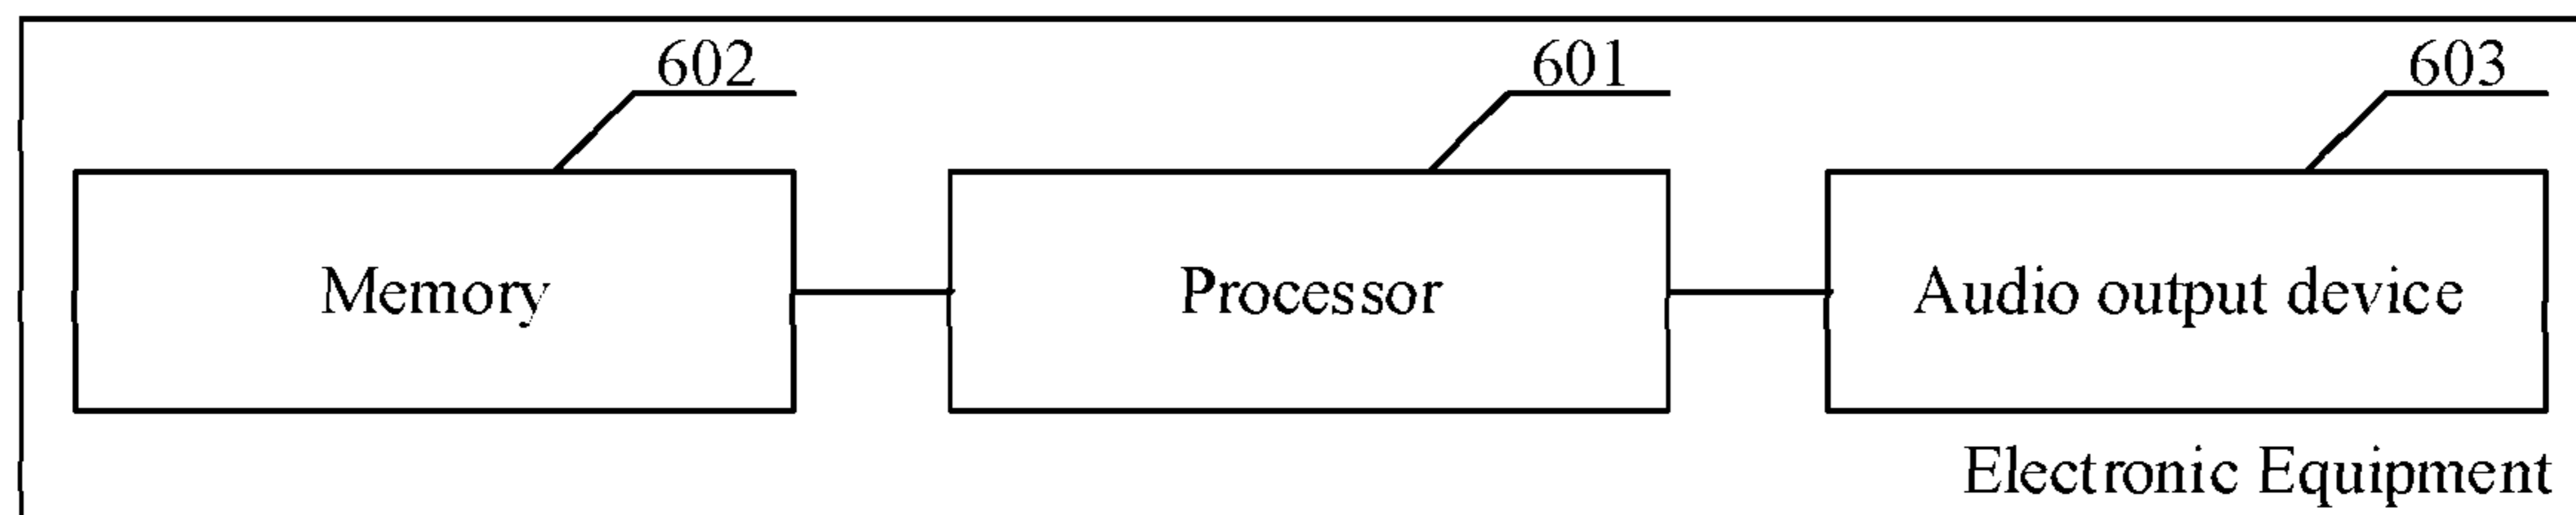 602 601 603
Memory Processor Audio output device
Electronic Equipment